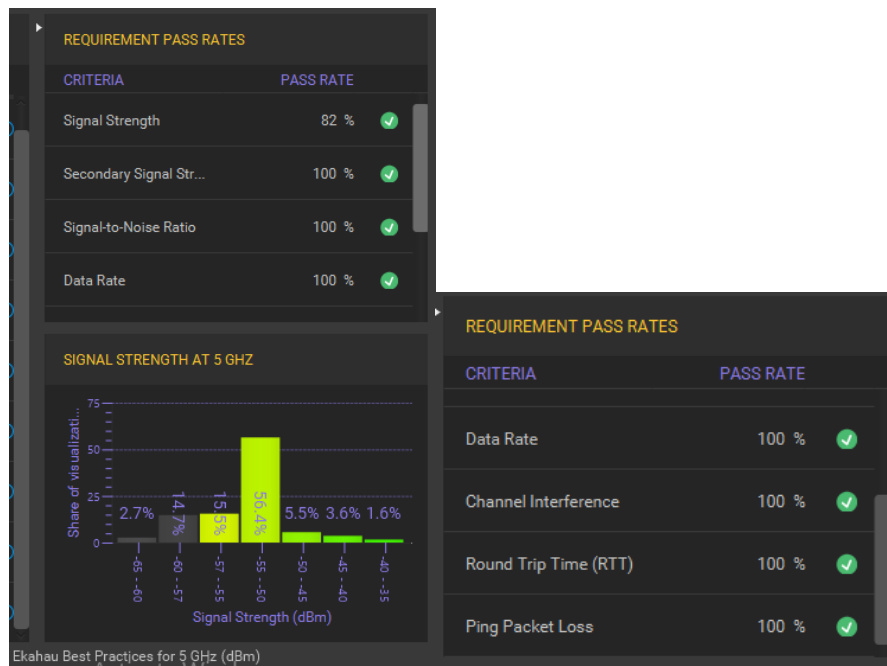 REQUIREMENT PASS RATES
CRITERIA PASS RATE
Signal Strength 82 %
Secondary Signal Str... 100 %
Signal-to-Noise Ratio 100 %
Data Rate 100 %
SIGNAL STRENGTH AT 5 GHZ
Share of visualizati...
75
50
25
0
2.7% 14.7% 15.5% 56.4% 5.5% 3.6% 1.6%
-65 - -60 -60 - -57 -57 - -55 -55 - -50 -50 - -45 -45 - -40 -40 - -35
Signal Strength (dBm)
Ekahau Best Practices for 5 GHz (dBm)
REQUIREMENT PASS RATES
CRITERIA PASS RATE
Data Rate 100 %
Channel Interference 100 %
Round Trip Time (RTT) 100 %
Ping Packet Loss 100 %